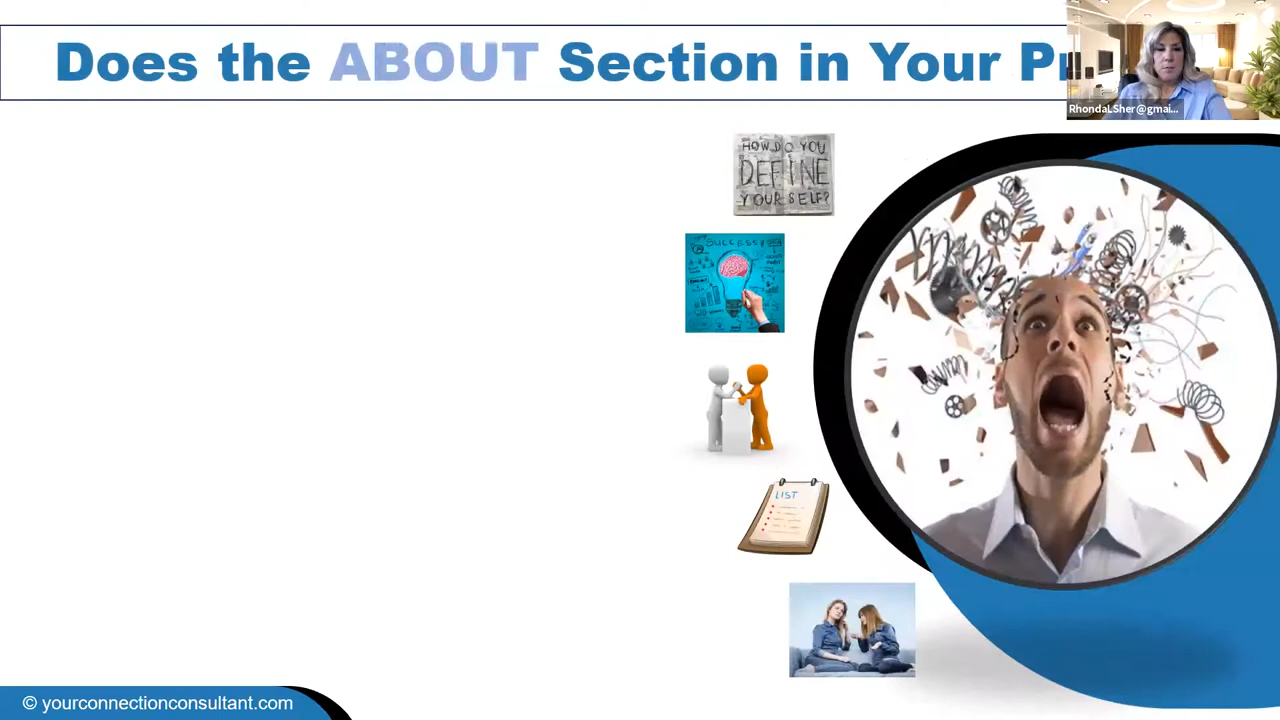 Does the ABOUT Section in Your Pr
RhondaLSher@gmai...
HOW DO YOU
DEFINE
YOURSELF?
SUCCESS
LIST
© yourconnectionconsultant.com